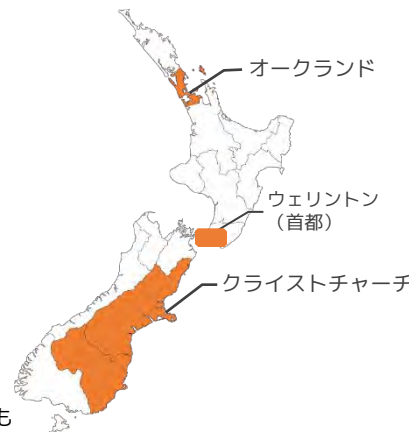 オークランド
ウェリントン
（首都）
クライストチャーチ
も